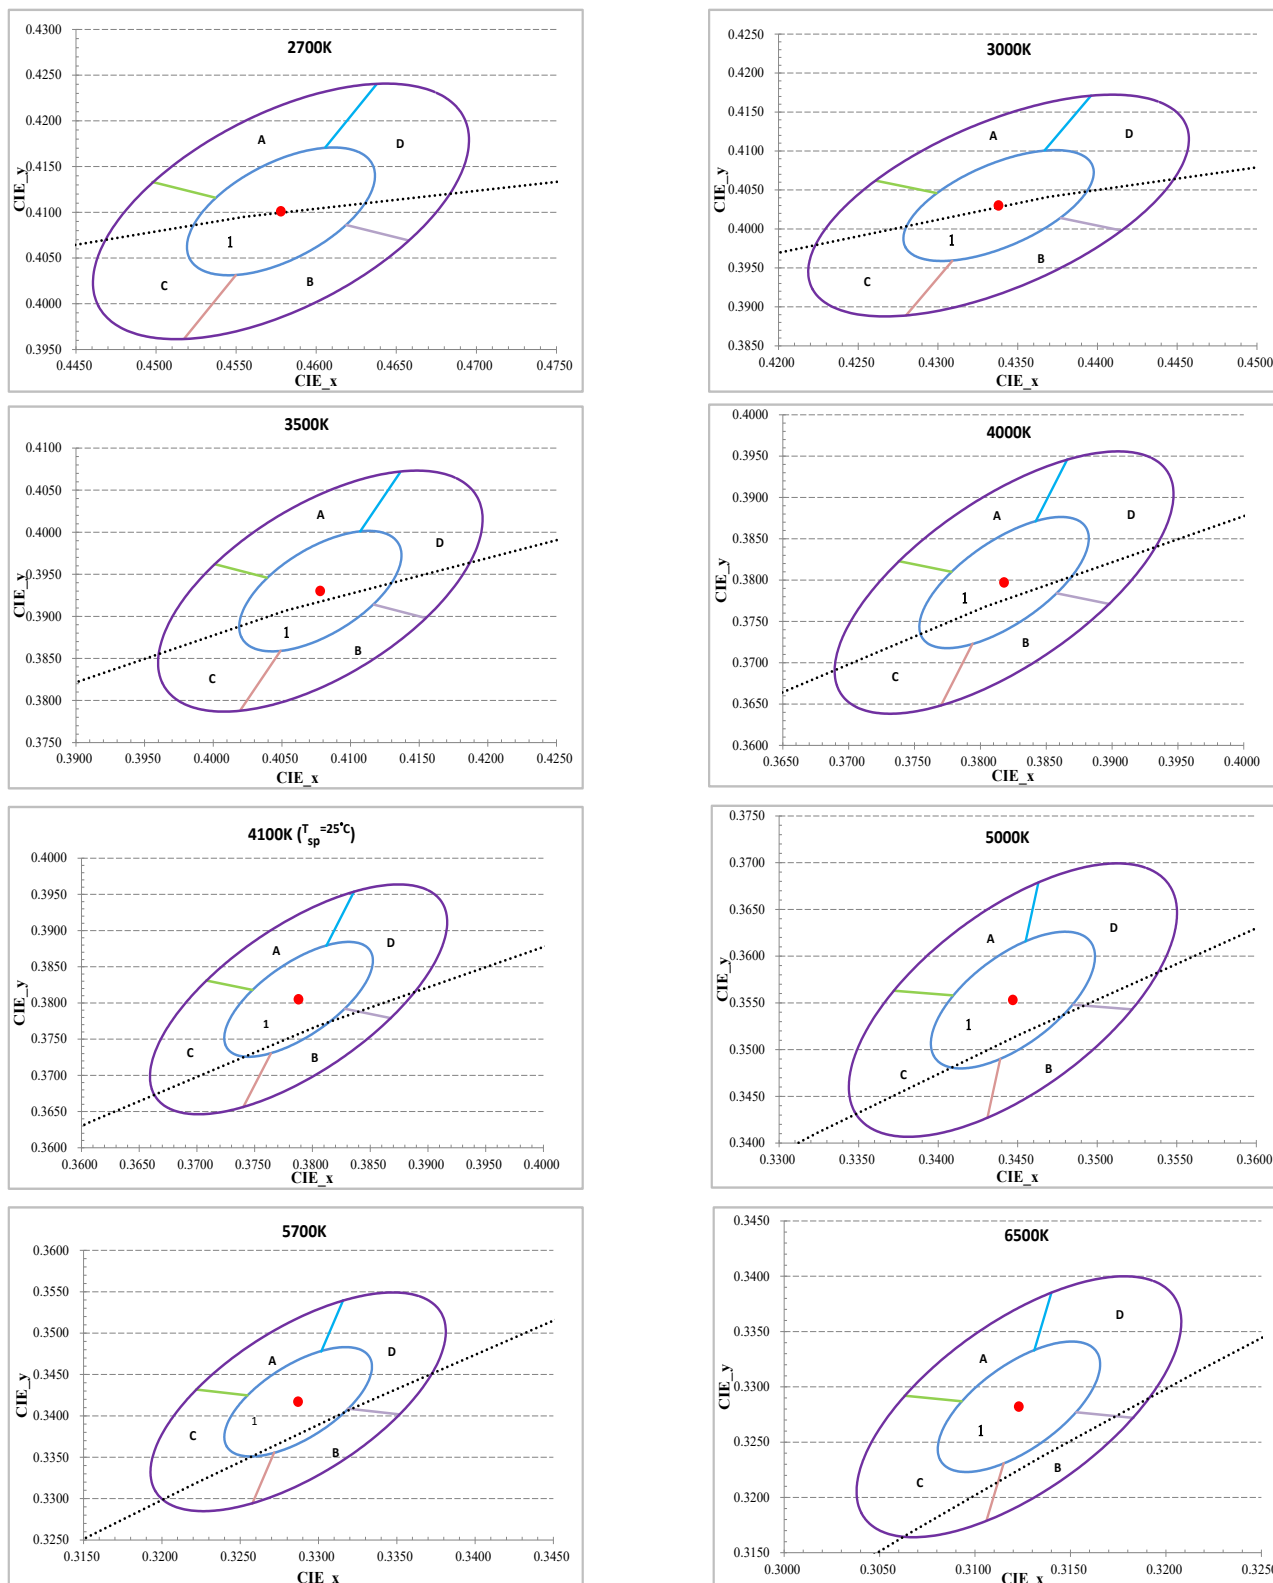 2700K
0.4300
0.4250
0.4200
0.4150
0.4100
0.4050
0.4000
0.3950
CIE_y
A
D
1
C
B
0.4450 0.4500 0.4550 0.4600 0.4650 0.4700 0.4750
CIE_x
3000K
0.4250
0.4200
0.4150
0.4100
0.4050
0.4000
0.3950
0.3900
0.3850
CIE_y
A
D
1
B
C
0.4200 0.4250 0.4300 0.4350 0.4400 0.4450 0.4500
CIE_x
3500K
0.4100
0.4050
0.4000
0.3950
0.3900
0.3850
0.3800
0.3750
CIE_y
A
D
1
B
C
0.3900 0.3950 0.4000 0.4050 0.4100 0.4150 0.4200 0.4250
CIE_x
4000K
0.4000
0.3950
0.3900
0.3850
0.3800
0.3750
0.3700
0.3650
0.3600
CIE_y
A
D
1
B
C
0.3650 0.3700 0.3750 0.3800 0.3850 0.3900 0.3950 0.4000
CIE_x
4100K (Tsp=25°C)
0.4000
0.3950
0.3900
0.3850
0.3800
0.3750
0.3700
0.3650
0.3600
CIE_y
A
D
1
C
B
0.3600 0.3650 0.3700 0.3750 0.3800 0.3850 0.3900 0.3950 0.4000
CIE_x
5000K
0.3750
0.3700
0.3650
0.3600
0.3550
0.3500
0.3450
0.3400
CIE_y
A
D
1
B
C
0.3300 0.3350 0.3400 0.3450 0.3500 0.3550 0.3600
CIE_x
5700K
0.3600
0.3550
0.3500
0.3450
0.3400
0.3350
0.3300
0.3250
CIE_y
A
D
1
C
B
0.3150 0.3200 0.3250 0.3300 0.3350 0.3400 0.3450
CIE_x
6500K
0.3450
0.3400
0.3350
0.3300
0.3250
0.3200
0.3150
CIE_y
A
D
1
B
C
0.3000 0.3050 0.3100 0.3150 0.3200 0.3250
CIE_x